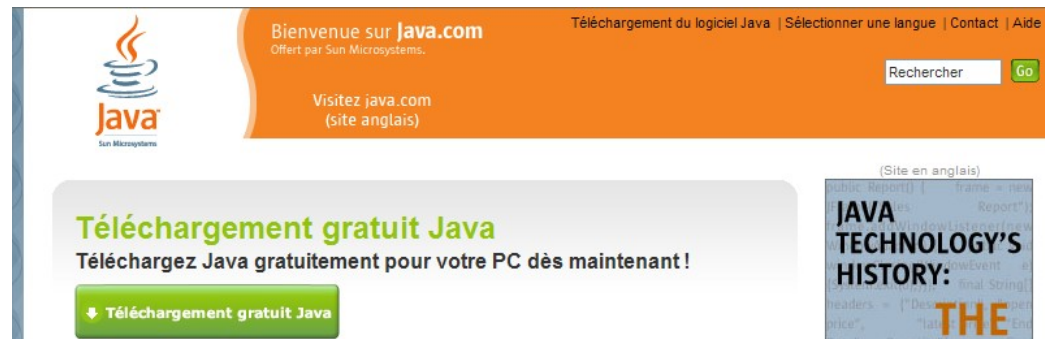 Bienvenue sur Java.com
Offert par Sun Microsystems.
Visitez java.com
(site anglais)
Téléchargement du logiciel Java | Sélectionner une langue | Contact | Aide
Rechercher
Go
Java
Sun Microsystems
Téléchargement gratuit Java
Téléchargez Java gratuitement pour votre PC dès maintenant !
Téléchargement gratuit Java
(Site en anglais)
JAVA
TECHNOLOGY'S
HISTORY:
THE